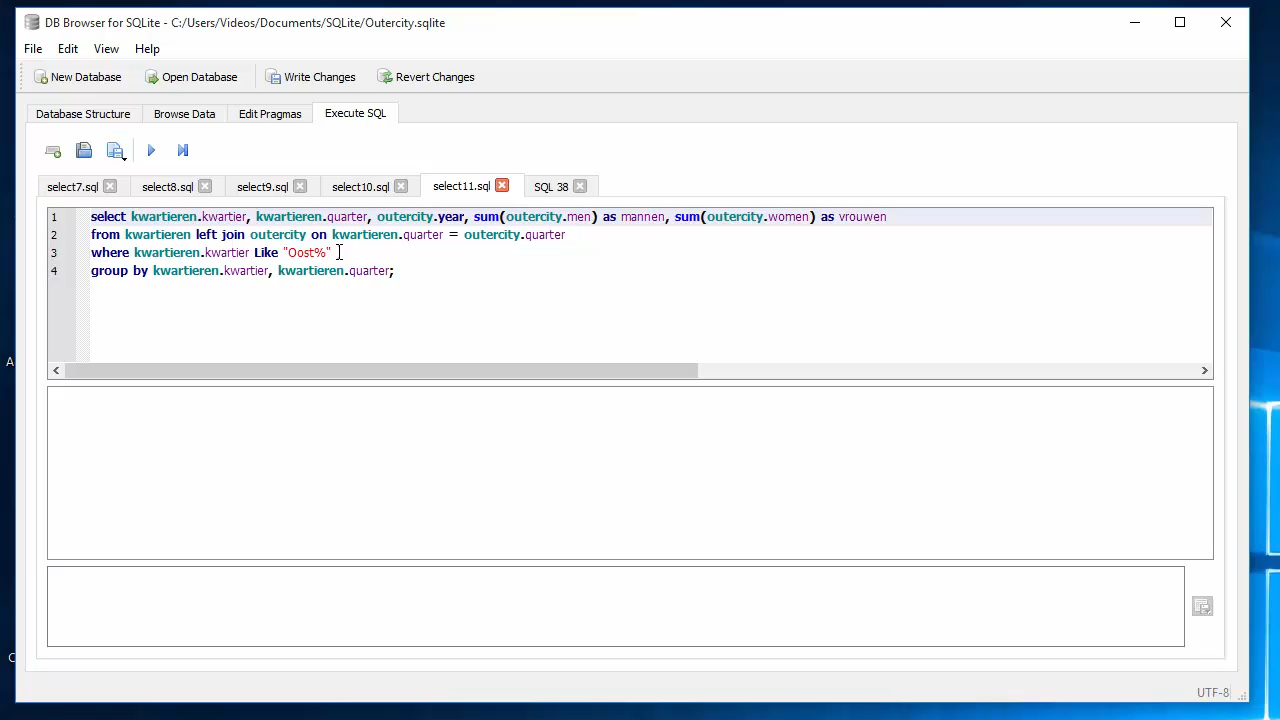 DB Browser for SQLite - C:/Users/Videos/Documents/SQLite/Outercity.sqlite
File Edit View Help
New Database Open Database Write Changes Revert Changes
Database Structure Browse Data Edit Pragmas Execute SQL
select7.sql select8.sql select9.sql select10.sql select11.sql SQL 38
1 select kwartieren.kwartier, kwartieren.quarter, outercity.year, sum(outercity.men) as mannen, sum(outercity.women) as vrouwen
2 from kwartieren left join outercity on kwartieren.quarter = outercity.quarter
3 where kwartieren.kwartier Like "Oost%"
4 group by kwartieren.kwartier, kwartieren.quarter;
A
C
UTF-8